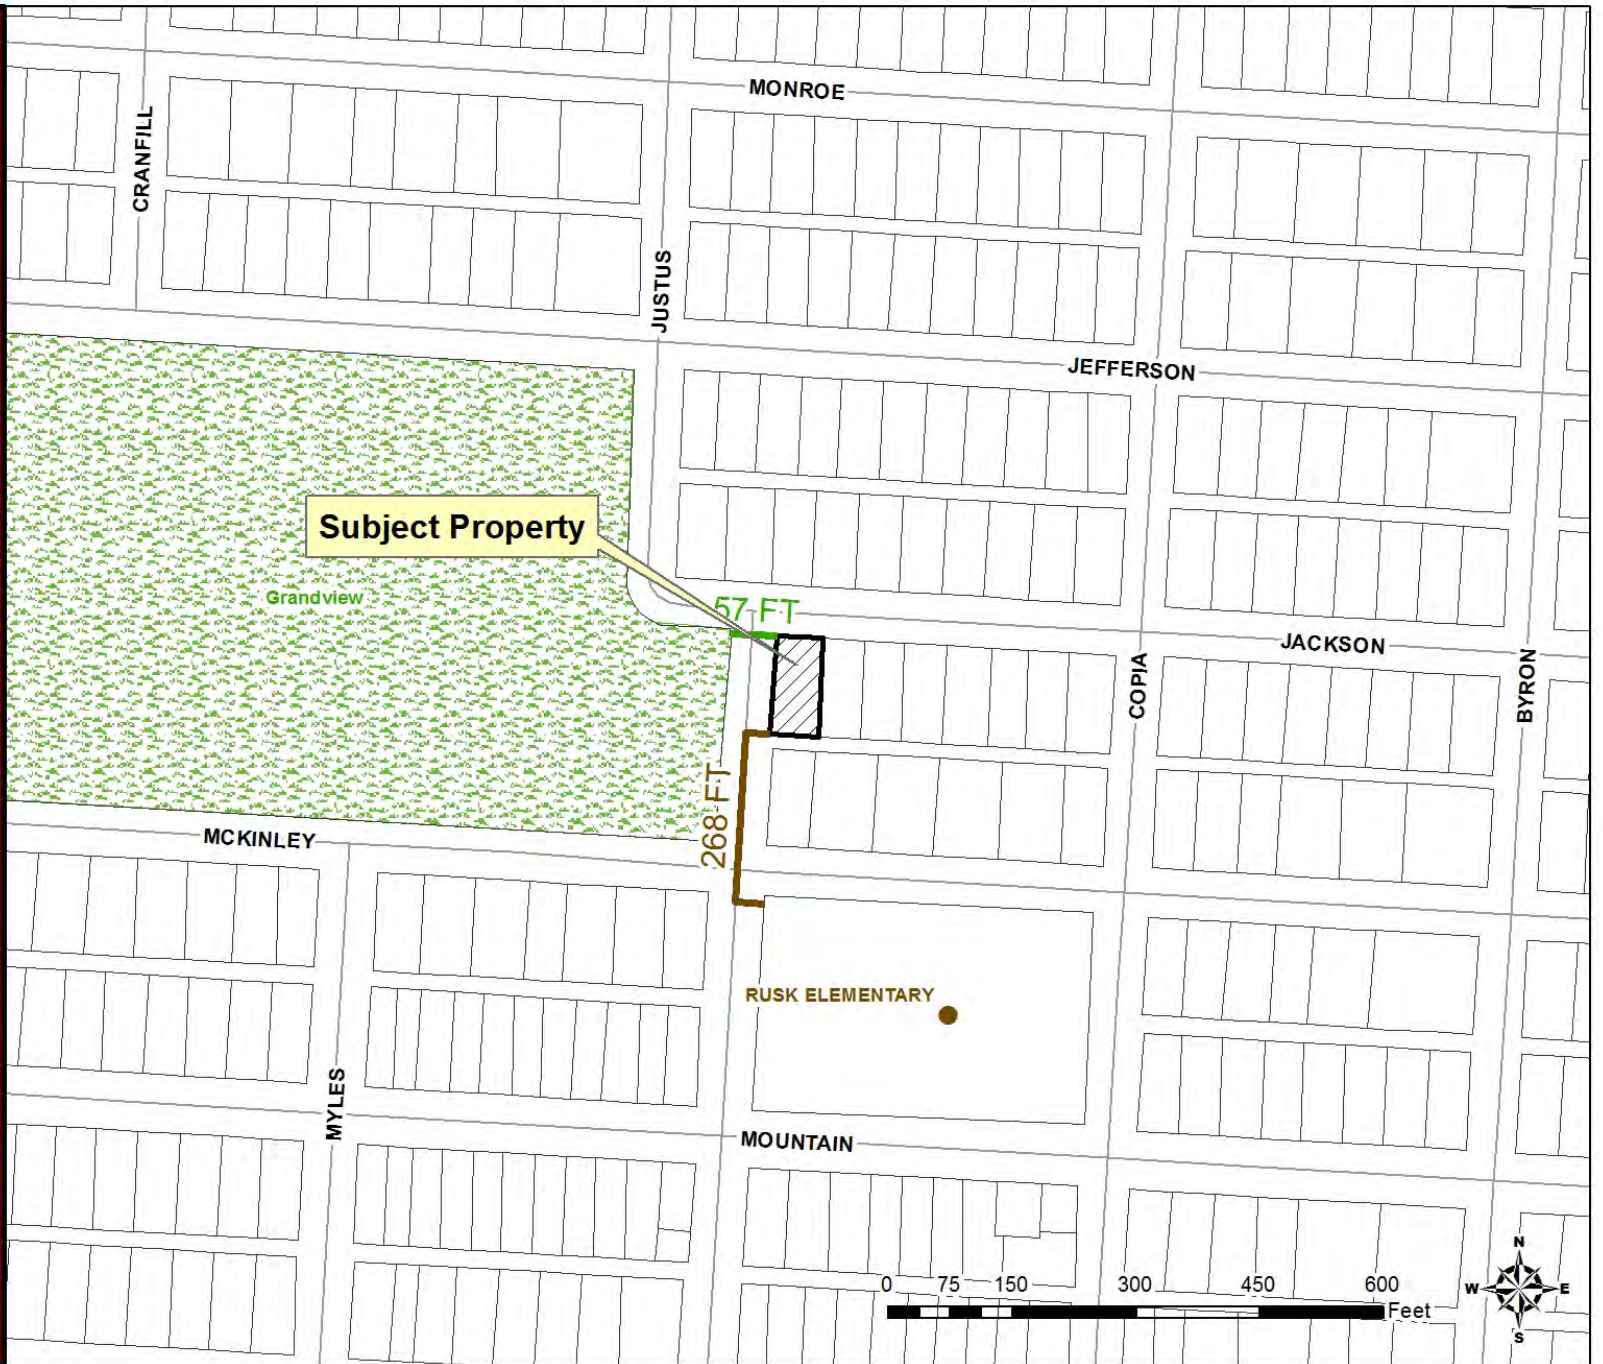 MONROE
CRANFILL
JUSTUS
JEFFERSON
Subject Property
Grandview
57 FT
JACKSON
COPIA
BYRON
268 FT
MCKINLEY
RUSK ELEMENTARY
MYLES
MOUNTAIN
0 75 150 300 450 600
Feet
N
W E
S